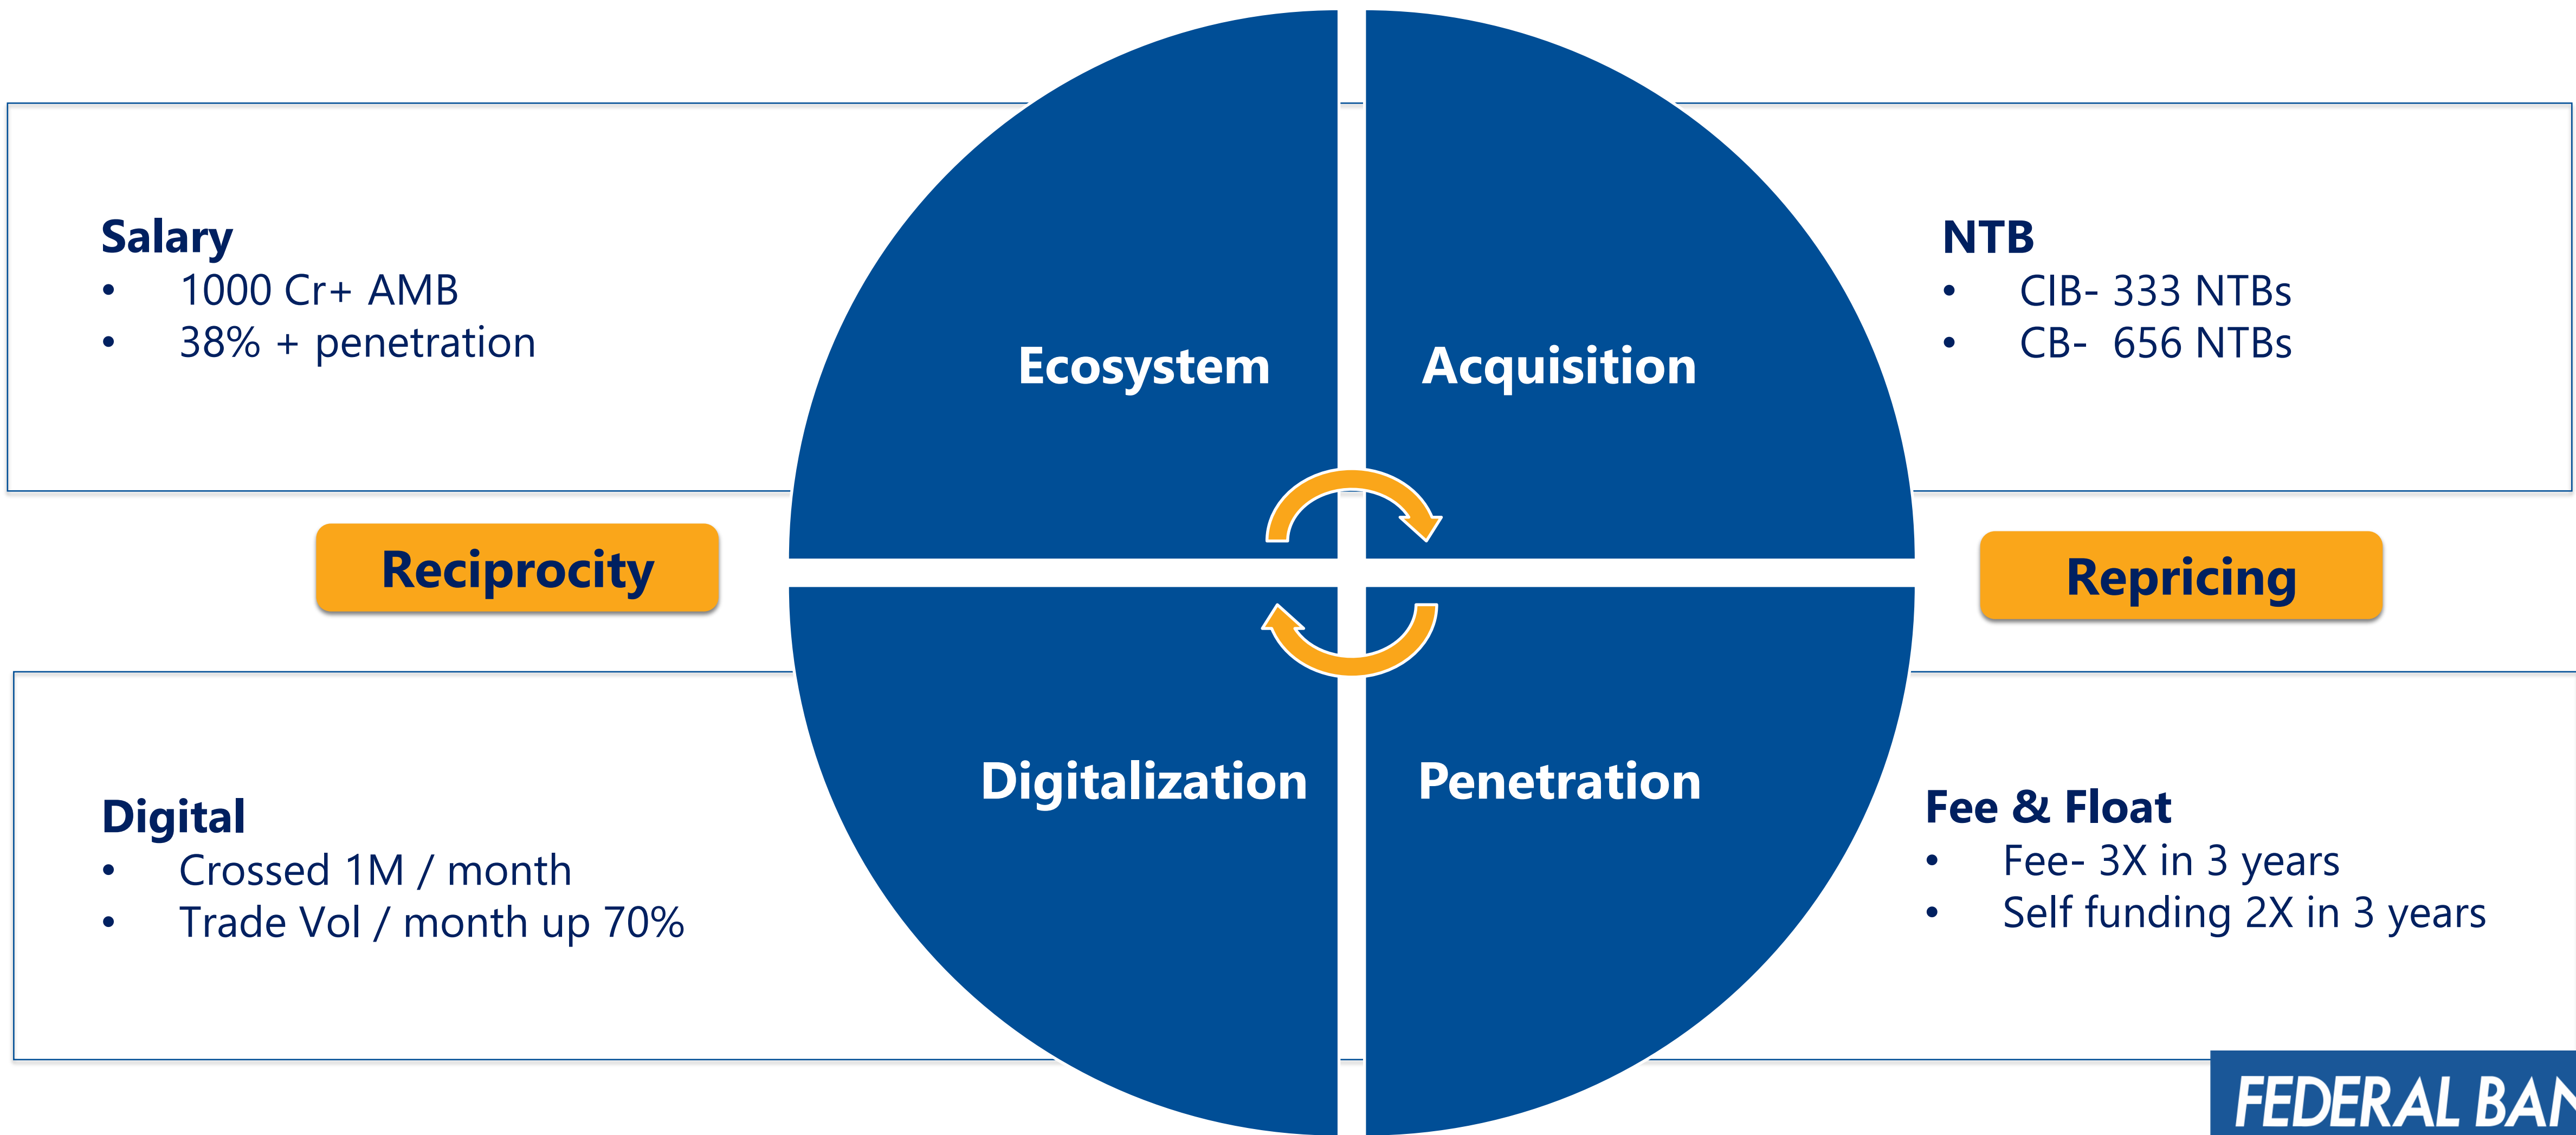 Salary
• 1000 Cr+ AMB
• 38% + penetration
Ecosystem
Acquisition
NTB
• CIB- 333 NTBs
• CB- 656 NTBs
Reciprocity
Repricing
Digital
• Crossed 1M / month
• Trade Vol / month up 70%
Digitalization
Penetration
Fee & Float
• Fee- 3X in 3 years
• Self funding 2X in 3 years
FEDERAL BAN